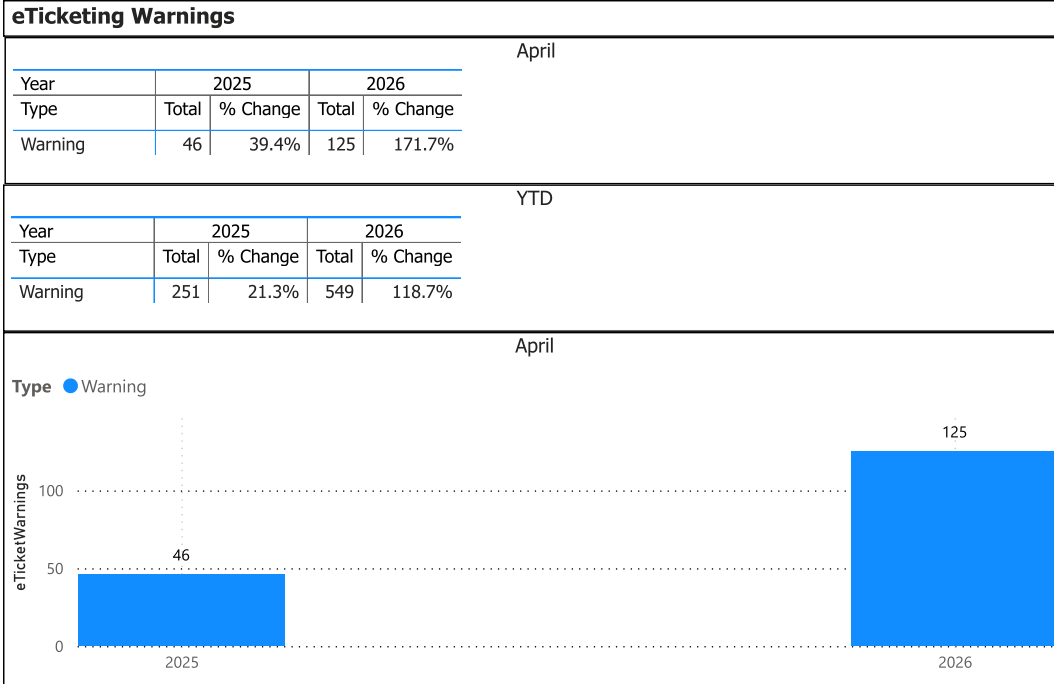 eTicketing Warnings
April
Year 2025 2026
Type Total % Change Total % Change
Warning 46 39.4% 125 171.7%
YTD
Year 2025 2026
Type Total % Change Total % Change
Warning 251 21.3% 549 118.7%
April
Type Warning
125
eTicketWarnings
100
46
50
0
2025 2026